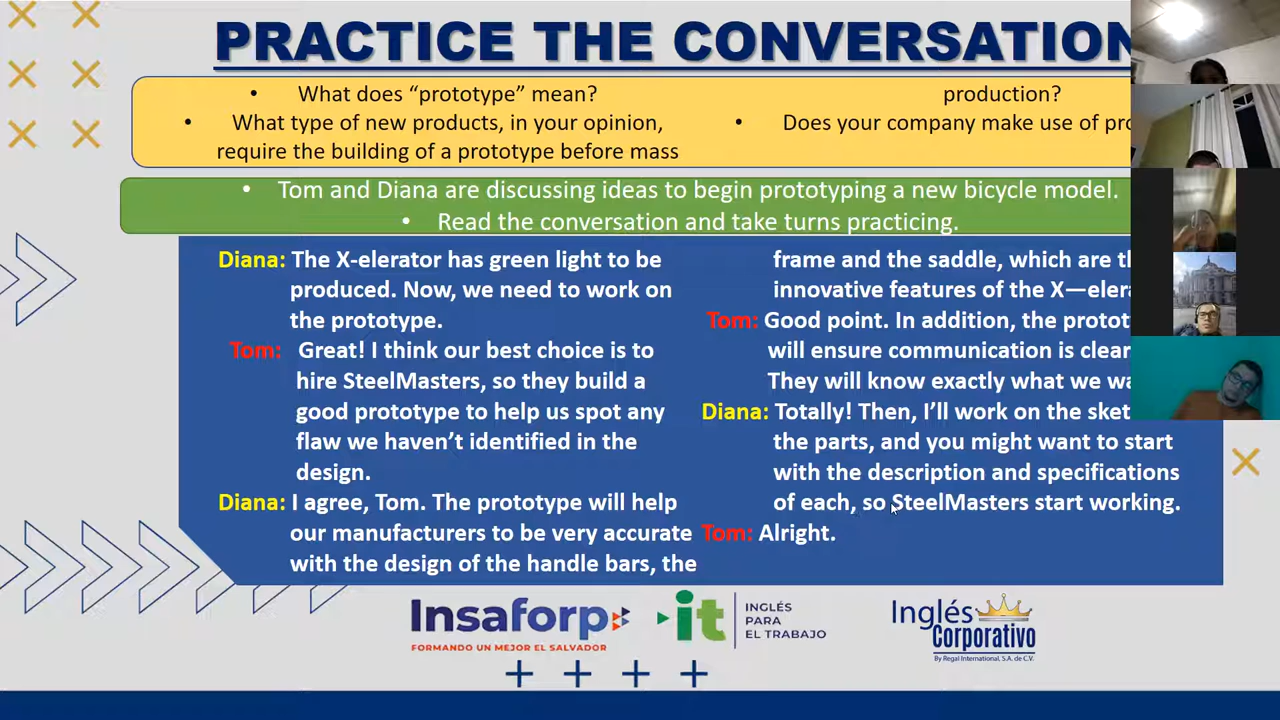 PRACTICE THE CONVERSATION
• What does “prototype” mean?
• What type of new products, in your opinion,
require the building of a prototype before mass
production?
• Does your company make use of
• Tom and Diana are discussing ideas to begin prototyping a new bicycle model.
• Read the conversation and take turns practicing.
Diana: The X-elerator has green light to be
produced. Now, we need to work on
the prototype.
Tom: Great! I think our best choice is to
hire SteelMasters, so they build a
good prototype to help us spot any
flaw we haven’t identified in the
design.
Diana: I agree, Tom. The prototype will help
our manufacturers to be very accurate
with the design of the handle bars, the
frame and the saddle, which are
innovative features of the
Tom: Good point. In addition, the
will ensure communication is clear
They will know exactly what we
Diana: Totally! Then, I’ll work on the
the parts, and you might want to start
with the description and specifications
of each, so SteelMasters start working.
Tom: Alright.
Insaforp
FORMANDO UN MEJOR EL SALVADOR
it
INGLÉS
PARA
EL TRABAJO
Inglés
Corporativo
By Regal International, S.A. de C.V.